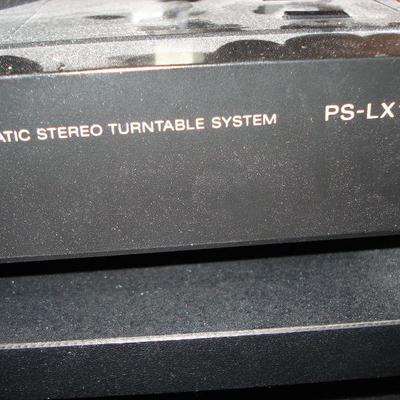 ATIC STEREO TURNTABLE SYSTEM PS-LX